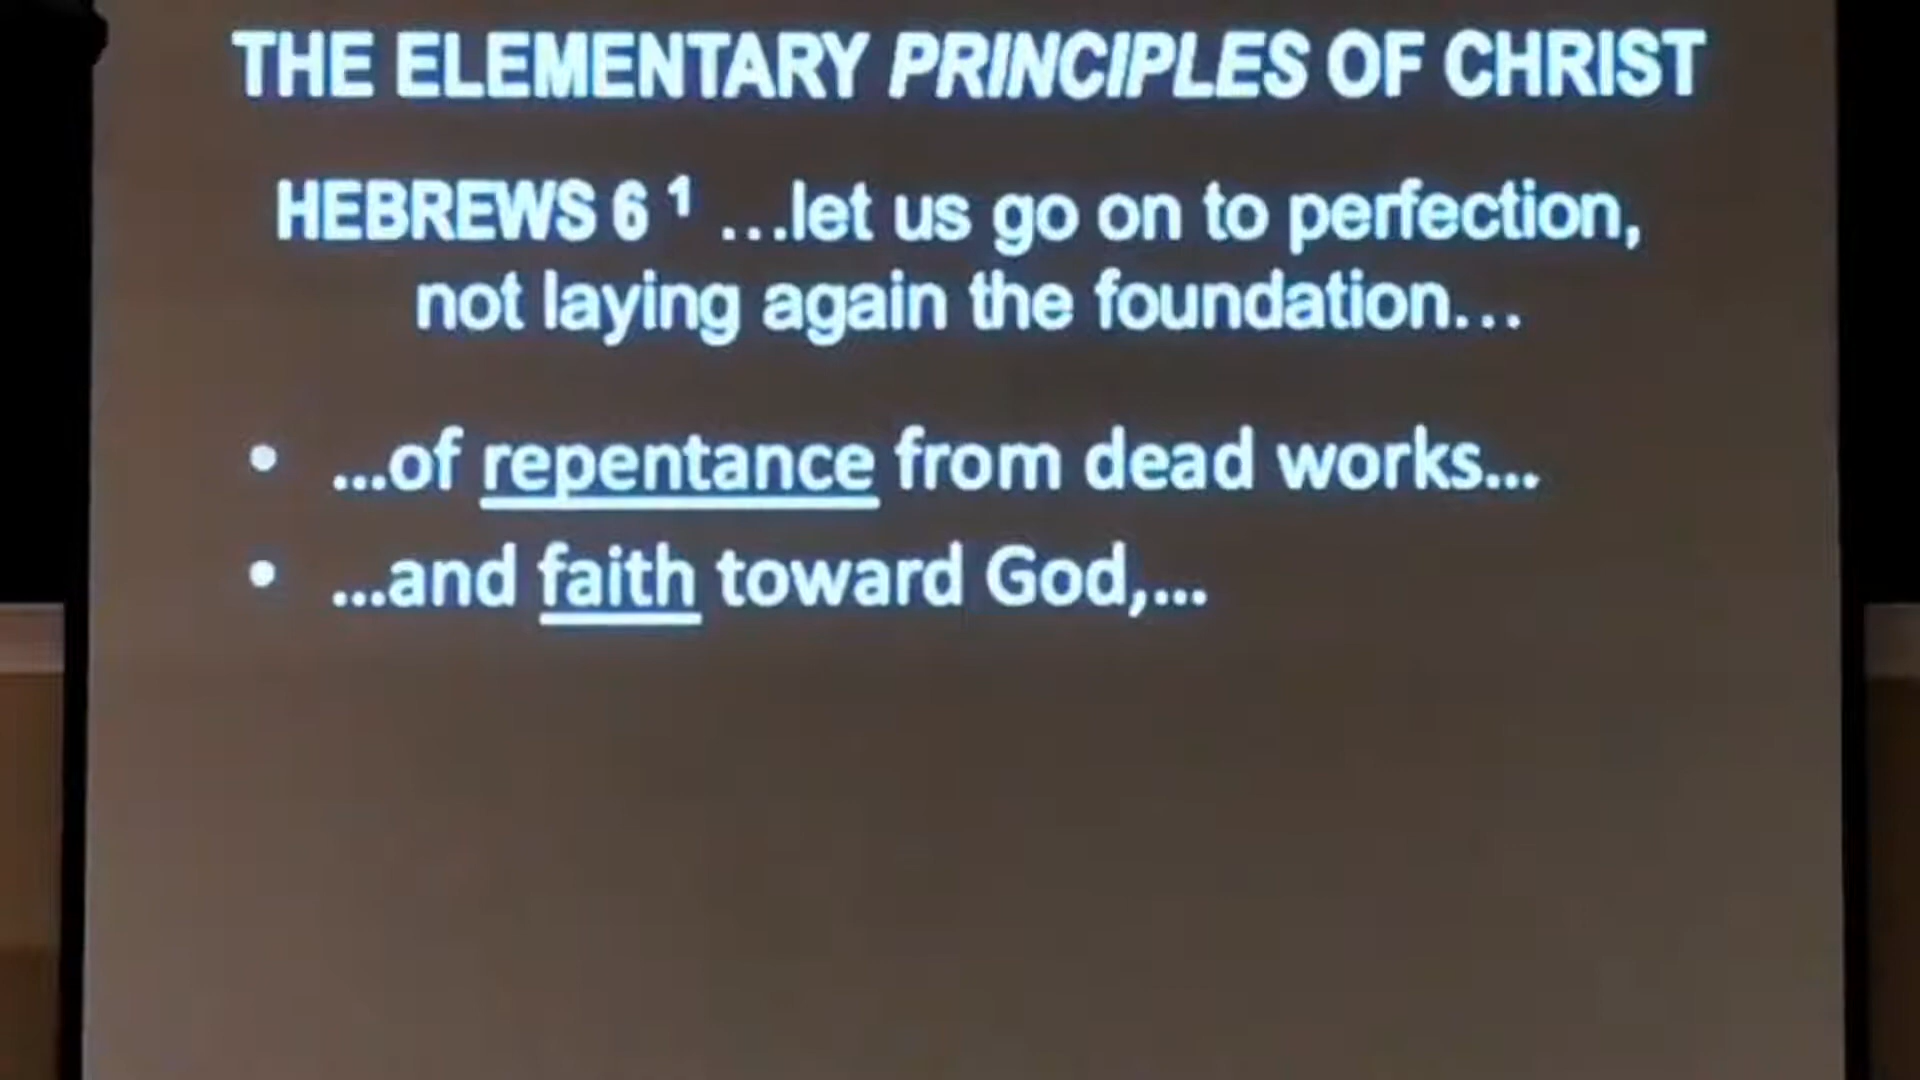 THE ELEMENTARY PRINCIPLES OF CHRIST
HEBREWS 6 ¹ ...let us go on to perfection,
not laying again the foundation...
• ...of repentance from dead works...
• ...and faith toward God,...